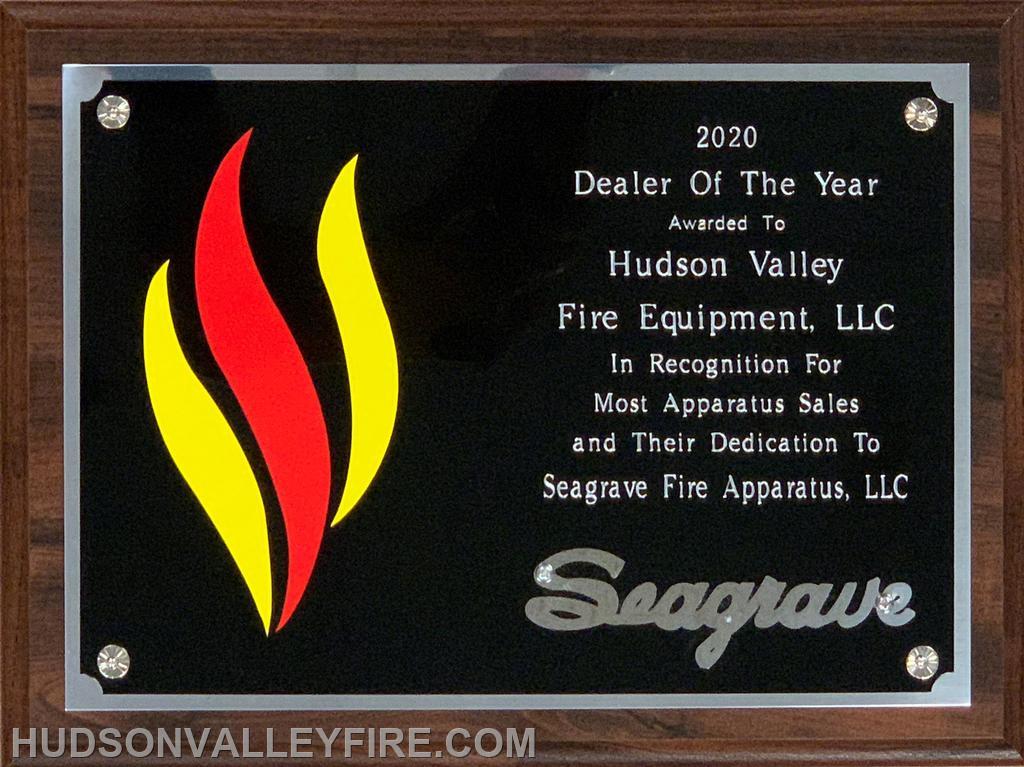 2020
Dealer Of The Year
Awarded To
Hudson Valley
Fire Equipment, LLC
In Recognition For
Most Apparatus Sales
and Their Dedication To
Seagrave Fire Apparatus, LLC
Seagrave
HUDSONVALLEYFIRE.COM